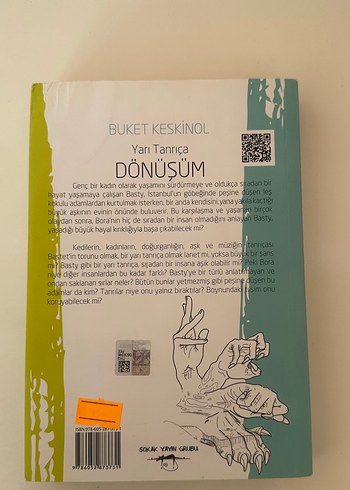 BUKET KESKİNOL
Yarı Tanrıça
DÖNÜŞÜM
Genç bir kadın olarak yaşamını sürdürmeye ve oldukça sıradan bir
hayat yaşamaya çalışan Basty, İstanbul'un göbeğinde peşine düşen leş
kokulu adamlardan kurtulmak isterken, bir anda kendisini yana yakıla kaçtığı
büyük aşkının evinin önünde buluverir. Bu karşılaşma ve yaşanan birçok
olaydan sonra, Bora'nın hiç de sıradan bir insan olmadığını anlayan Basty,
yaşadığı büyük hayal kırıklığıyla başa çıkabilecek mi?
Kedilerin, kadınların, doğurganlığın, aşk ve müziğin tanrıçası
Bastet'in torunu olmak, bir yarı tanrıça olmak lanet mi, yoksa büyük bir şans
mı? Basty gibi bir yarı tanrıça, sıradan bir insana aşık olabilir mi? Peki Bora
niye diğer insanlardan bu kadar farklı? Basty'ye bir türlü anlatılmayan ve
ondan saklanan sırlar neler? Bütün bunlar yetmezmiş gibi peşine düşen bu
adamlar da kim? Tanrılar niye onu yalnız bıraktılar? Boynundaki tılsım onu
koruyabilecek mi?
SOKAK YAYIN GRUBU